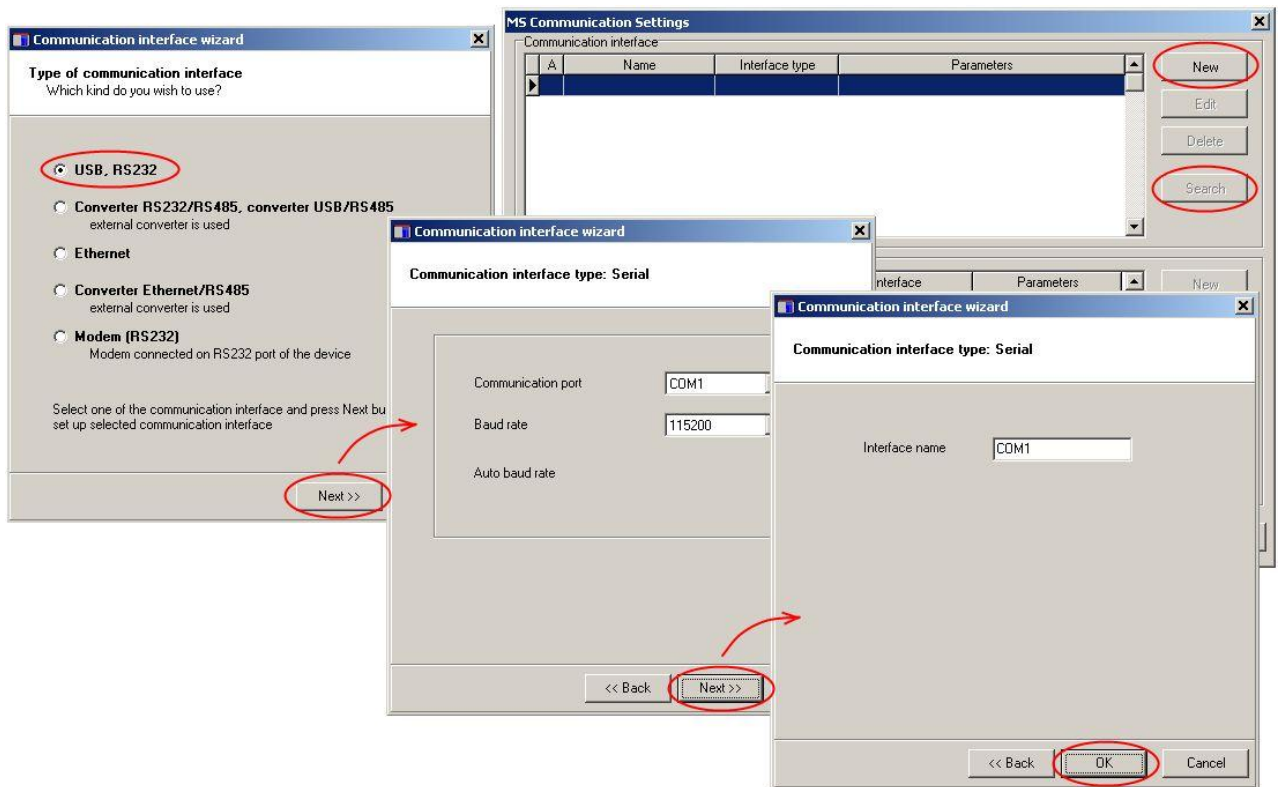 Communication interface wizard
Type of communication interface
Which kind do you wish to use?
USB, RS232
Converter RS232/RS485, converter USB/RS485
external converter is used
Ethernet
Converter Ethernet/RS485
external converter is used
Modem (RS232)
Modem connected on RS232 port of the device
Select one of the communication interface and press Next
set up selected communication interface
Next >>
MS Communication Settings
Communication interface
A Name Interface type Parameters
New
Edit
Delete
Search
Interface Parameters
New
Communication interface wizard
Communication interface type: Serial
Communication port COM1
Baud rate 115200
Auto baud rate
<< Back Next >>
Communication interface wizard
Communication interface type: Serial
Interface name COM1
<< Back OK Cancel